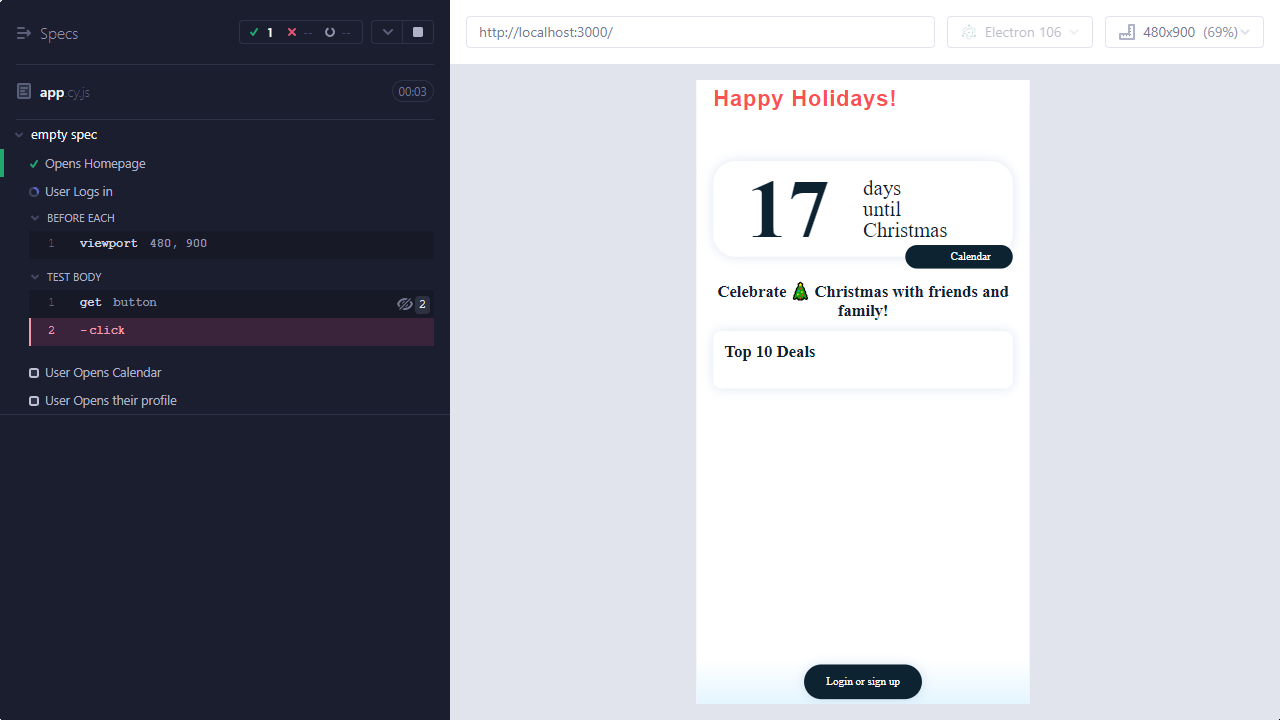 Specs
1
--
--
app.cy.js
00:03
empty spec
Opens Homepage
User Logs in
BEFORE EACH
1 viewport 480, 900
TEST BODY
1 get button
2
2 -click
User Opens Calendar
User Opens their profile
http://localhost:3000/
Electron 106
480x900 (69%)
Happy Holidays!
17
days
until
Christmas
Calendar
Celebrate 🎄 Christmas with friends and
family!
Top 10 Deals
Login or sign up